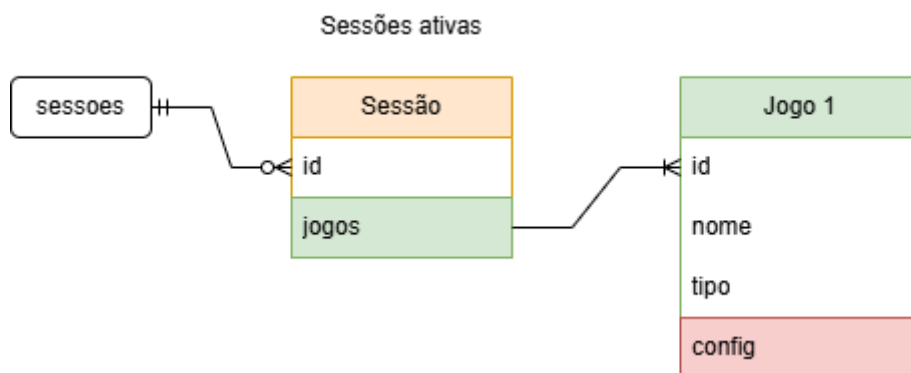 Sessões ativas
sessoes
Sessão
id
jogos
Jogo 1
id
nome
tipo
config